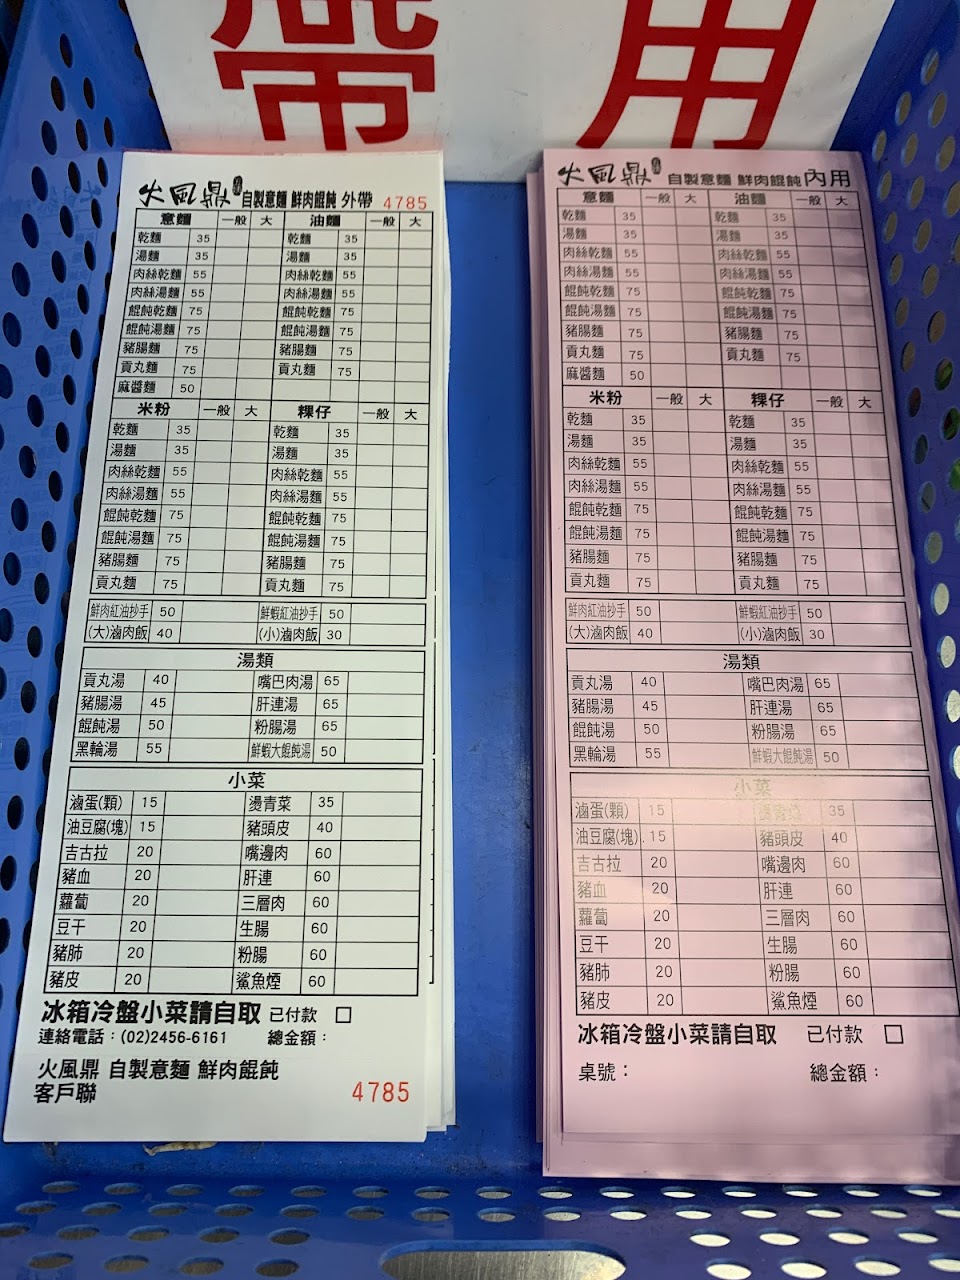 帶 用
火風鼎 自製意麵 鮮肉餛飩 外帶 4785
意麵 一般 大 油麵 一般 大
乾麵 35 乾麵 35
湯麵 35 湯麵 35
肉絲乾麵 55 肉絲乾麵 55
肉絲湯麵 55 肉絲湯麵 55
餛飩乾麵 75 餛飩乾麵 75
餛飩湯麵 75 餛飩湯麵 75
豬腸麵 75 豬腸麵 75
貢丸麵 75 貢丸麵 75
麻醬麵 50
米粉 一般 大 粿仔 一般 大
乾麵 35 乾麵 35
湯麵 35 湯麵 35
肉絲乾麵 55 肉絲乾麵 55
肉絲湯麵 55 肉絲湯麵 55
餛飩乾麵 75 餛飩乾麵 75
餛飩湯麵 75 餛飩湯麵 75
豬腸麵 75 豬腸麵 75
貢丸麵 75 貢丸麵 75
鮮肉紅油抄手 50 鮮蝦紅油抄手 50
(大)滷肉飯 40 (小)滷肉飯 30
湯類
貢丸湯 40 嘴巴肉湯 65
豬腸湯 45 肝連湯 65
餛飩湯 50 粉腸湯 65
黑輪湯 55 鮮蝦大餛飩湯 50
小菜
滷蛋(顆) 15 燙青菜 35
油豆腐(塊) 15 豬頭皮 40
吉古拉 20 嘴邊肉 60
豬血 20 肝連 60
蘿蔔 20 三層肉 60
豆干 20 生腸 60
豬肺 20 粉腸 60
豬皮 20 鯊魚煙 60
冰箱冷盤小菜請自取 已付款 □
連絡電話：(02)2456-6161 總金額：
火風鼎 自製意麵 鮮肉餛飩
客戶聯 4785
火風鼎 自製意麵 鮮肉餛飩 內用
意麵 一般 大 油麵 一般 大
乾麵 35 乾麵 35
湯麵 35 湯麵 35
肉絲乾麵 55 肉絲乾麵 55
肉絲湯麵 55 肉絲湯麵 55
餛飩乾麵 75 餛飩乾麵 75
餛飩湯麵 75 餛飩湯麵 75
豬腸麵 75 豬腸麵 75
貢丸麵 75 貢丸麵 75
麻醬麵 50
米粉 一般 大 粿仔 一般 大
乾麵 35 乾麵 35
湯麵 35 湯麵 35
肉絲乾麵 55 肉絲乾麵 55
肉絲湯麵 55 肉絲湯麵 55
餛飩乾麵 75 餛飩乾麵 75
餛飩湯麵 75 餛飩湯麵 75
豬腸麵 75 豬腸麵 75
貢丸麵 75 貢丸麵 75
鮮肉紅油抄手 50 鮮蝦紅油抄手 50
(大)滷肉飯 40 (小)滷肉飯 30
湯類
貢丸湯 40 嘴巴肉湯 65
豬腸湯 45 肝連湯 65
餛飩湯 50 粉腸湯 65
黑輪湯 55 鮮蝦大餛飩湯 50
小菜
滷蛋(顆) 15 燙青菜 35
油豆腐(塊) 15 豬頭皮 40
吉古拉 20 嘴邊肉 60
豬血 20 肝連 60
蘿蔔 20 三層肉 60
豆干 20 生腸 60
豬肺 20 粉腸 60
豬皮 20 鯊魚煙 60
冰箱冷盤小菜請自取 已付款 □
桌號： 總金額：